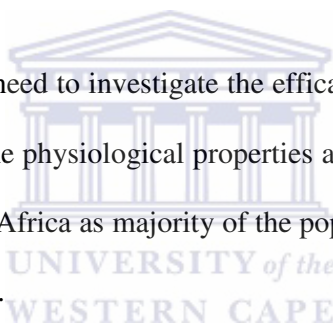 need to investigate the effica
e physiological properties a
Africa as majority of the pop
UNIVERSITY of the
.
WESTERN CAPE